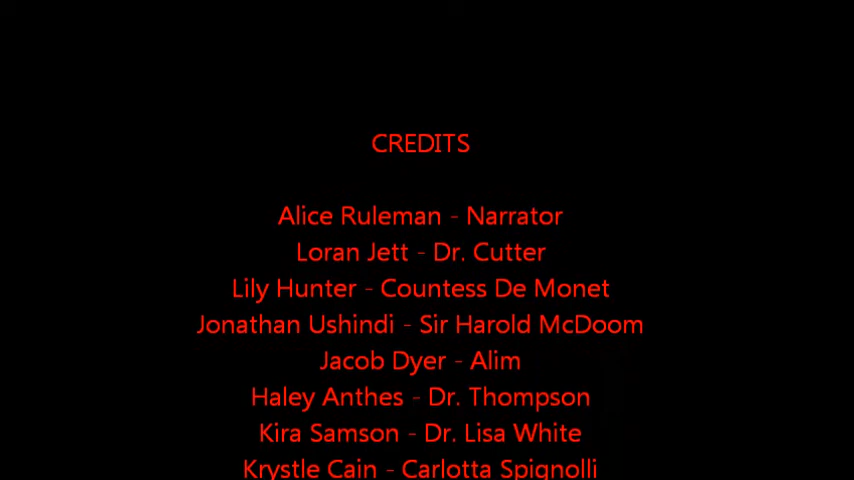 CREDITS
Alice Ruleman - Narrator
Loran Jett - Dr. Cutter
Lily Hunter - Countess De Monet
Jonathan Ushindi - Sir Harold McDoom
Jacob Dyer - Alim
Haley Anthes - Dr. Thompson
Kira Samson - Dr. Lisa White
Krystle Cain - Carlotta Spignolli